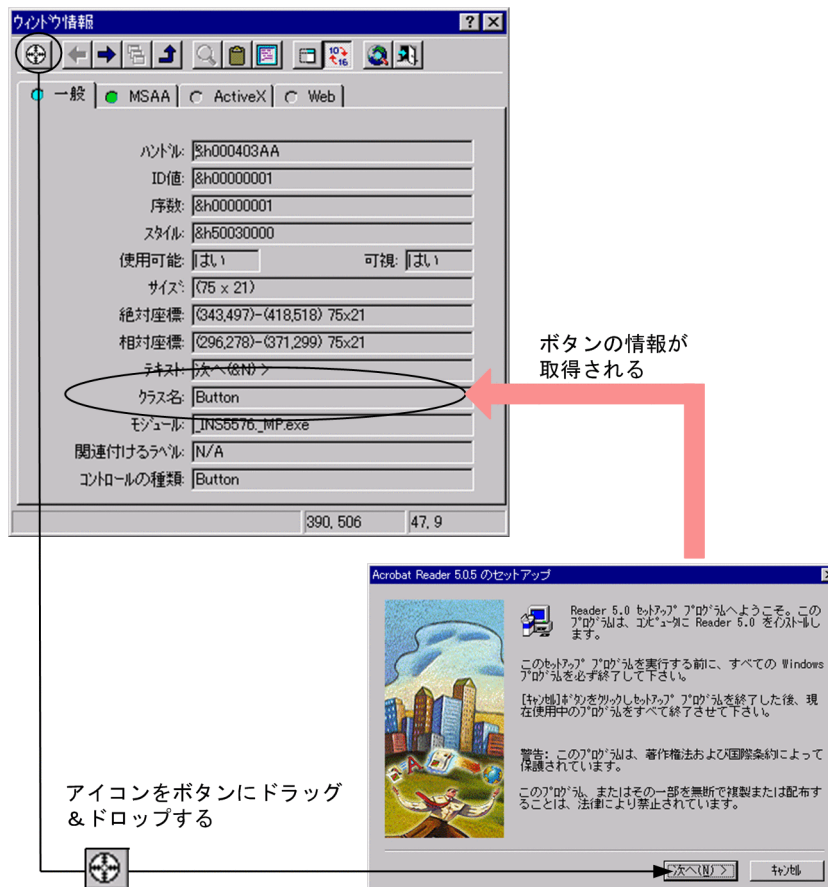 ウィンドウ情報
10 16
一般 MSAA ActiveX Web
ハンドル: &h000403AA
ID値: &h00000001
序数: &h00000001
スタイル: &h50030000
使用可能: はい 可視: はい
サイズ: (75 x 21)
絶対座標: (343,497)-(418,518) 75x21
相対座標: (296,278)-(371,299) 75x21
テキスト: 次へ(&N) >
クラス名: Button
モジュール: _INS5576._MP.exe
関連付けるラベル: N/A
コントロールの種類: Button
390, 506 47, 9
ボタンの情報が
取得される
Acrobat Reader 5.0.5 のセットアップ
Reader 5.0 セットアップ プログラムへようこそ。この
プログラムは、コンピュータに Reader 5.0 をインストールし
ます。
このセットアップ プログラムを実行する前に、すべての Windows
プログラムを必ず終了して下さい。
[キャンセル]ボタンをクリックしセットアップ プログラムを終了した後、現
在使用中のプログラムをすべて終了させて下さい。
警告: このプログラムは、著作権法および国際条約によって
保護されています。
このプログラム、またはその一部を無断で複製または配布す
ることは、法律により禁止されています。
次へ(N) > キャンセル
アイコンをボタンにドラッグ
&ドロップする